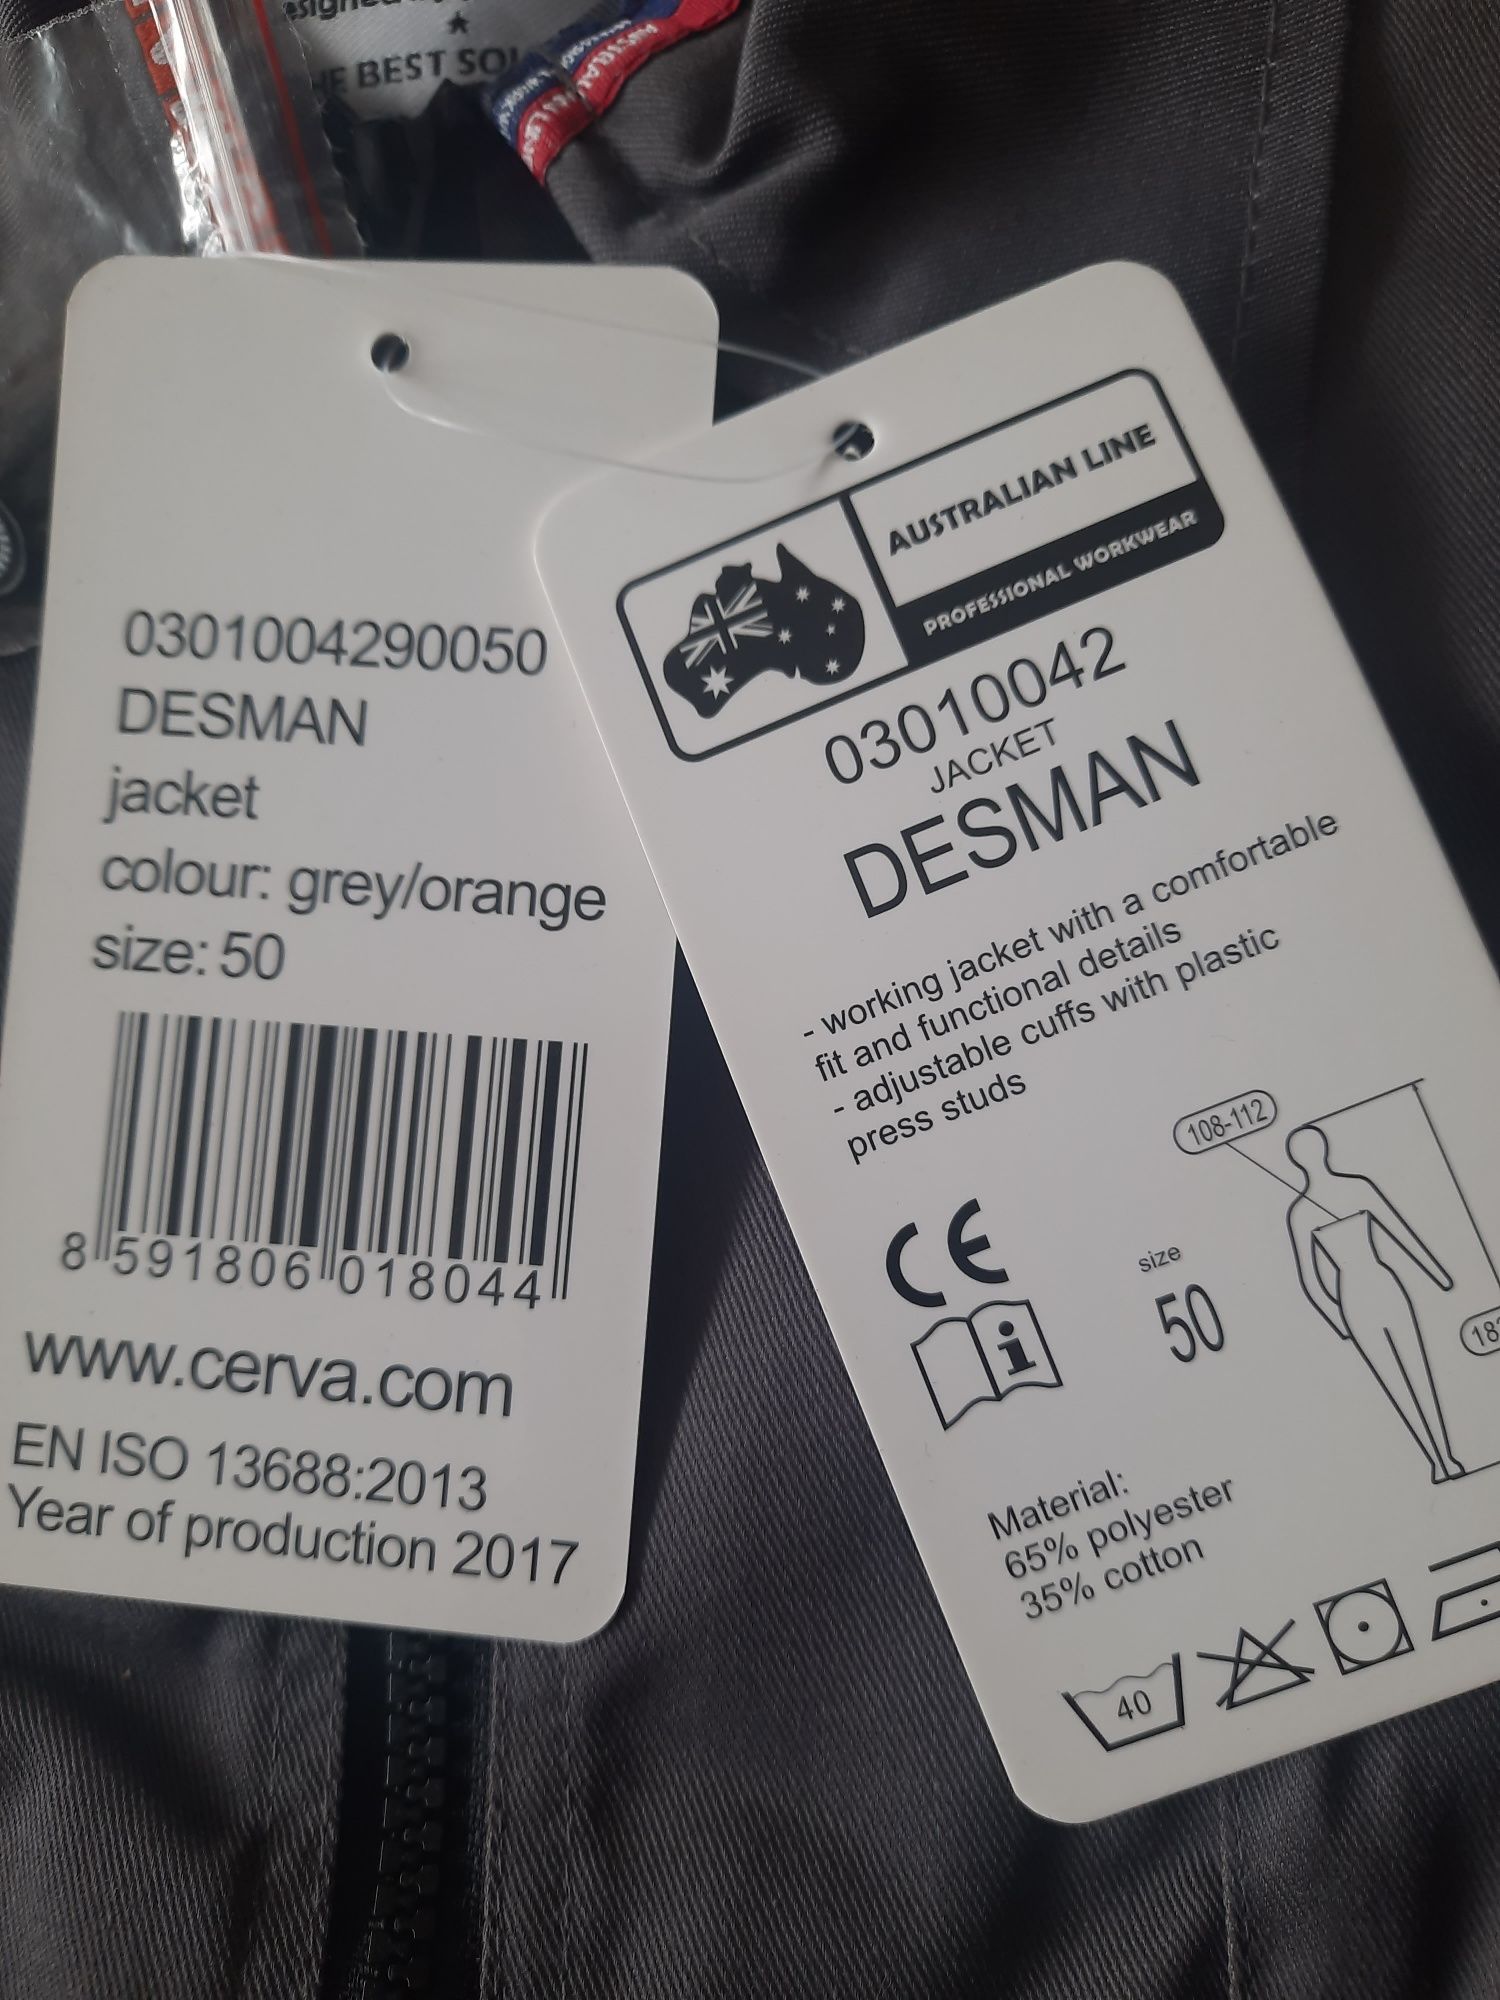 ★
E BEST SOL
0301004290050
DESMAN
jacket
colour: grey/orange
size: 50
8 591806 018044
www.cerva.com
EN ISO 13688:2013
Year of production 2017
AUSTRALIAN LINE
PROFESSIONAL WORKWEAR
03010042
JACKET
DESMAN
- working jacket with a comfortable
fit and functional details
- adjustable cuffs with plastic
press studs
108-112
CE
i
size
50
Material:
65% polyester
35% cotton
40